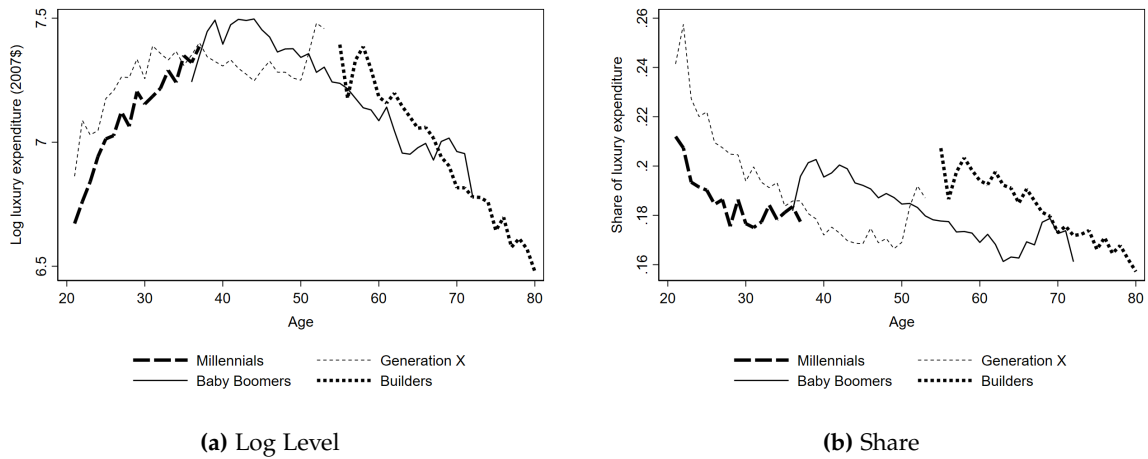 Log luxury expenditure (2007$)
7.5
7
6.5
20 30 40 50 60 70 80
Age
Millennials Generation X
Baby Boomers Builders
(a) Log Level
Share of luxury expenditure
.26
.24
.22
.2
.18
.16
20 30 40 50 60 70 80
Age
Millennials Generation X
Baby Boomers Builders
(b) Share